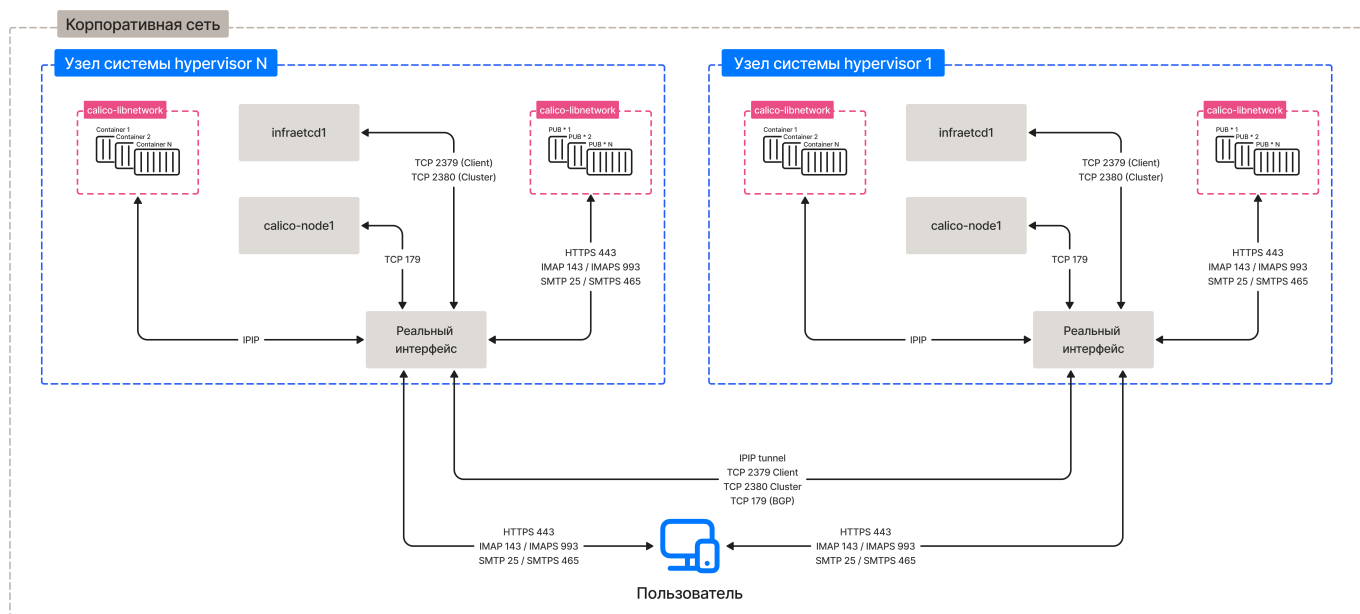 Корпоративная сеть
Узел системы hypervisor N
calico-libnetwork
Container 1
Container 2
Container N
infraetcd1
calico-node1
TCP 2379 (Client)
TCP 2380 (Cluster)
TCP 179
calico-libnetwork
PUB * 1
PUB * 2
PUB * N
HTTPS 443
IMAP 143 / IMAPS 993
SMTP 25 / SMTPS 465
IPIP
Реальный
интерфейс
Узел системы hypervisor 1
calico-libnetwork
Container 1
Container 2
Container N
infraetcd1
calico-node1
TCP 2379 (Client)
TCP 2380 (Cluster)
TCP 179
calico-libnetwork
PUB * 1
PUB * 2
PUB * N
HTTPS 443
IMAP 143 / IMAPS 993
SMTP 25 / SMTPS 465
IPIP
Реальный
интерфейс
IPIP tunnel
TCP 2379 Client
TCP 2380 Cluster
TCP 179 (BGP)
HTTPS 443
IMAP 143 / IMAPS 993
SMTP 25 / SMTPS 465
HTTPS 443
IMAP 143 / IMAPS 993
SMTP 25 / SMTPS 465
Пользователь